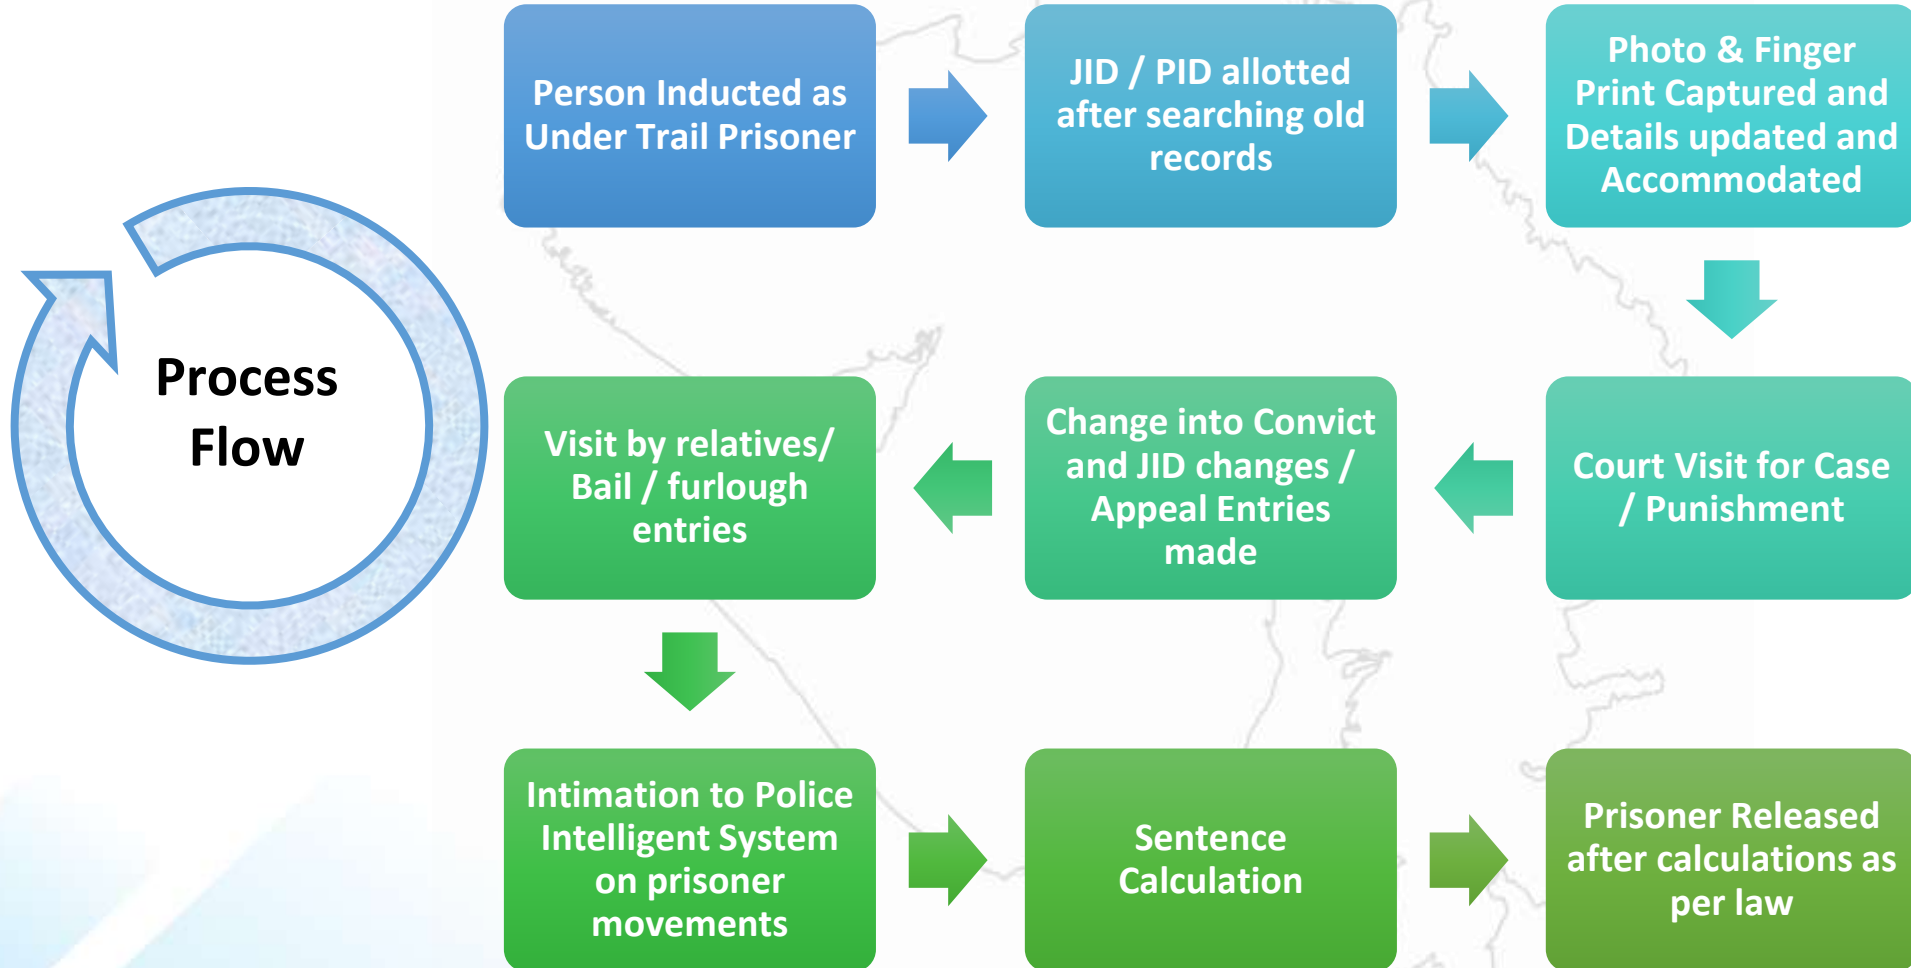 Process
Flow
Person Inducted as
Under Trail Prisoner
JID / PID allotted
after searching old
records
Photo & Finger
Print Captured and
Details updated and
Accommodated
Court Visit for Case
/ Punishment
Change into Convict
and JID changes /
Appeal Entries
made
Visit by relatives/
Bail / furlough
entries
Intimation to Police
Intelligent System
on prisoner
movements
Sentence
Calculation
Prisoner Released
after calculations as
per law